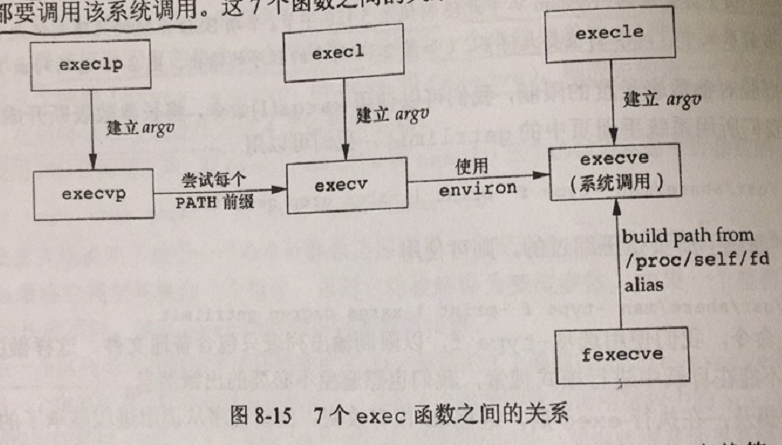 都要调用该系统调用。这7个函数之间的关
execlp
execl
execle
建立 argv
建立 argv
建立 argv
execvp
尝试每个
PATH 前缀
execv
使用
environ
execve
(系统调用)
build path from
/proc/self/fd
alias
fexecve
图 8-15 7个 exec 函数之间的关系